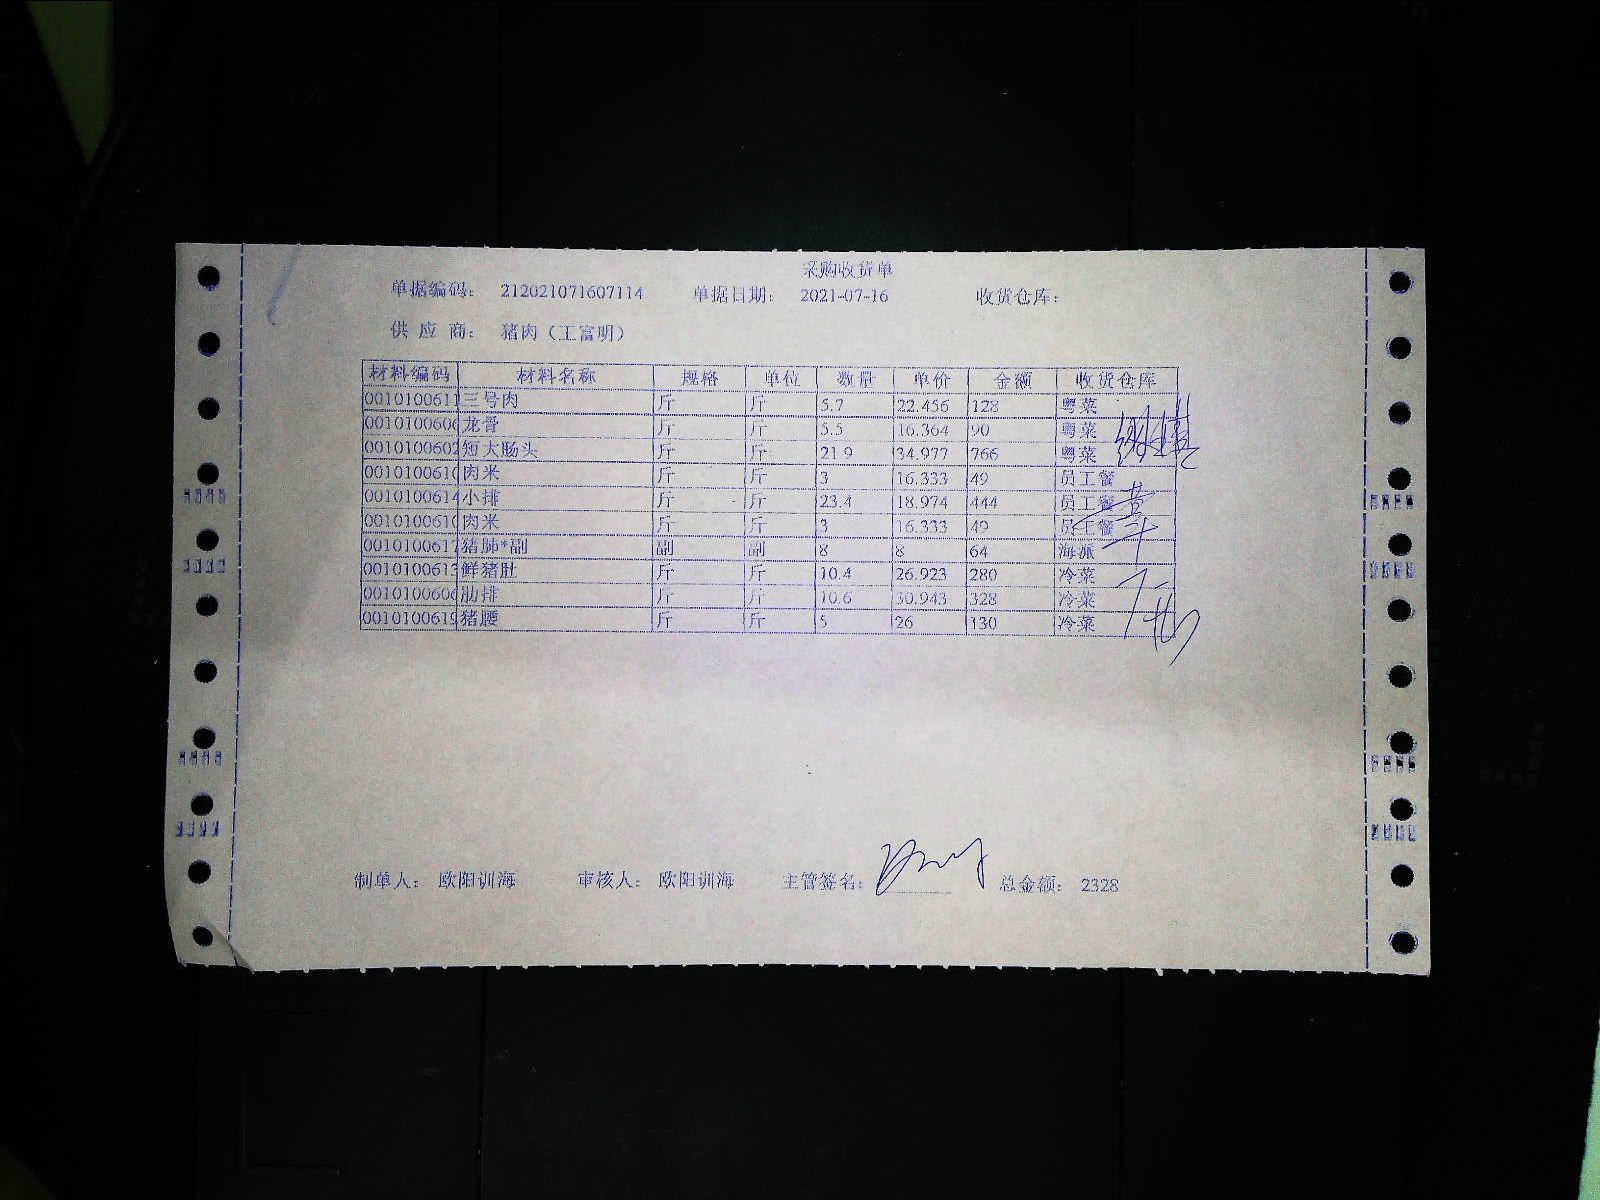 采购收货单
单据编码： 212021071607114 单据日期： 2021-07-16 收货仓库：
供 应 商： 猪肉（王富明）
材料编码 材料名称 规格 单位 数量 单价 金额 收货仓库
0010100611 三号肉 斤 斤 5.7 22.456 128 粤菜
0010100606 龙骨 斤 斤 5.5 16.364 90 粤菜
0010100602 短大肠头 斤 斤 21.9 34.977 766 粤菜
0010100610 肉米 斤 斤 3 16.333 49 员工餐
0010100614 小排 斤 斤 23.4 18.974 444 员工餐
0010100610 肉米 斤 斤 3 16.333 49 员工餐
0010100617 猪肺*副 副 副 8 8 64 海派
0010100613 鲜猪肚 斤 斤 10.4 26.923 280 冷菜
0010100606 肋排 斤 斤 10.6 30.943 328 冷菜
0010100619 猪腰 斤 斤 5 26 130 冷菜
制单人： 欧阳训海 审核人： 欧阳训海 主管签名： 总金额： 2328